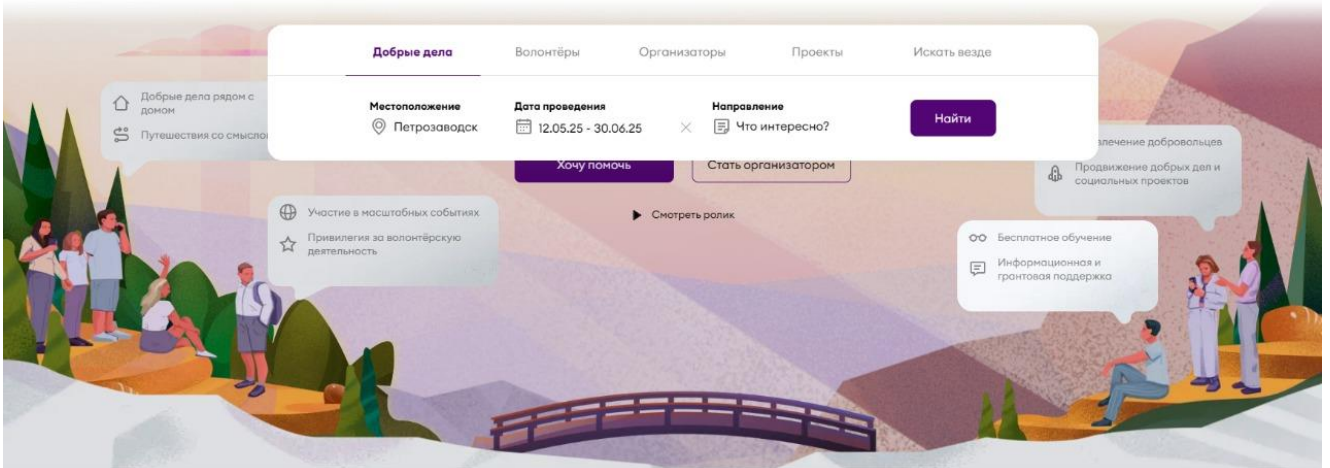 Добрые дела
Волонтёры
Организаторы
Проекты
Искать везде
Местоположение
Петрозаводск
Дата проведения
12.05.25 - 30.06.25
Направление
Что интересно?
Найти
Добрые дела рядом с
домом
Путешествия со
Хочу помочь
Стать организатором
Смотреть ролик
Участие в масштабных событиях
Привилегия за волонтёрскую
деятельность
добровольцев
Продвижение добрых дел и
социальных проектов
Бесплатное обучение
Информационная и
грантовая поддержка